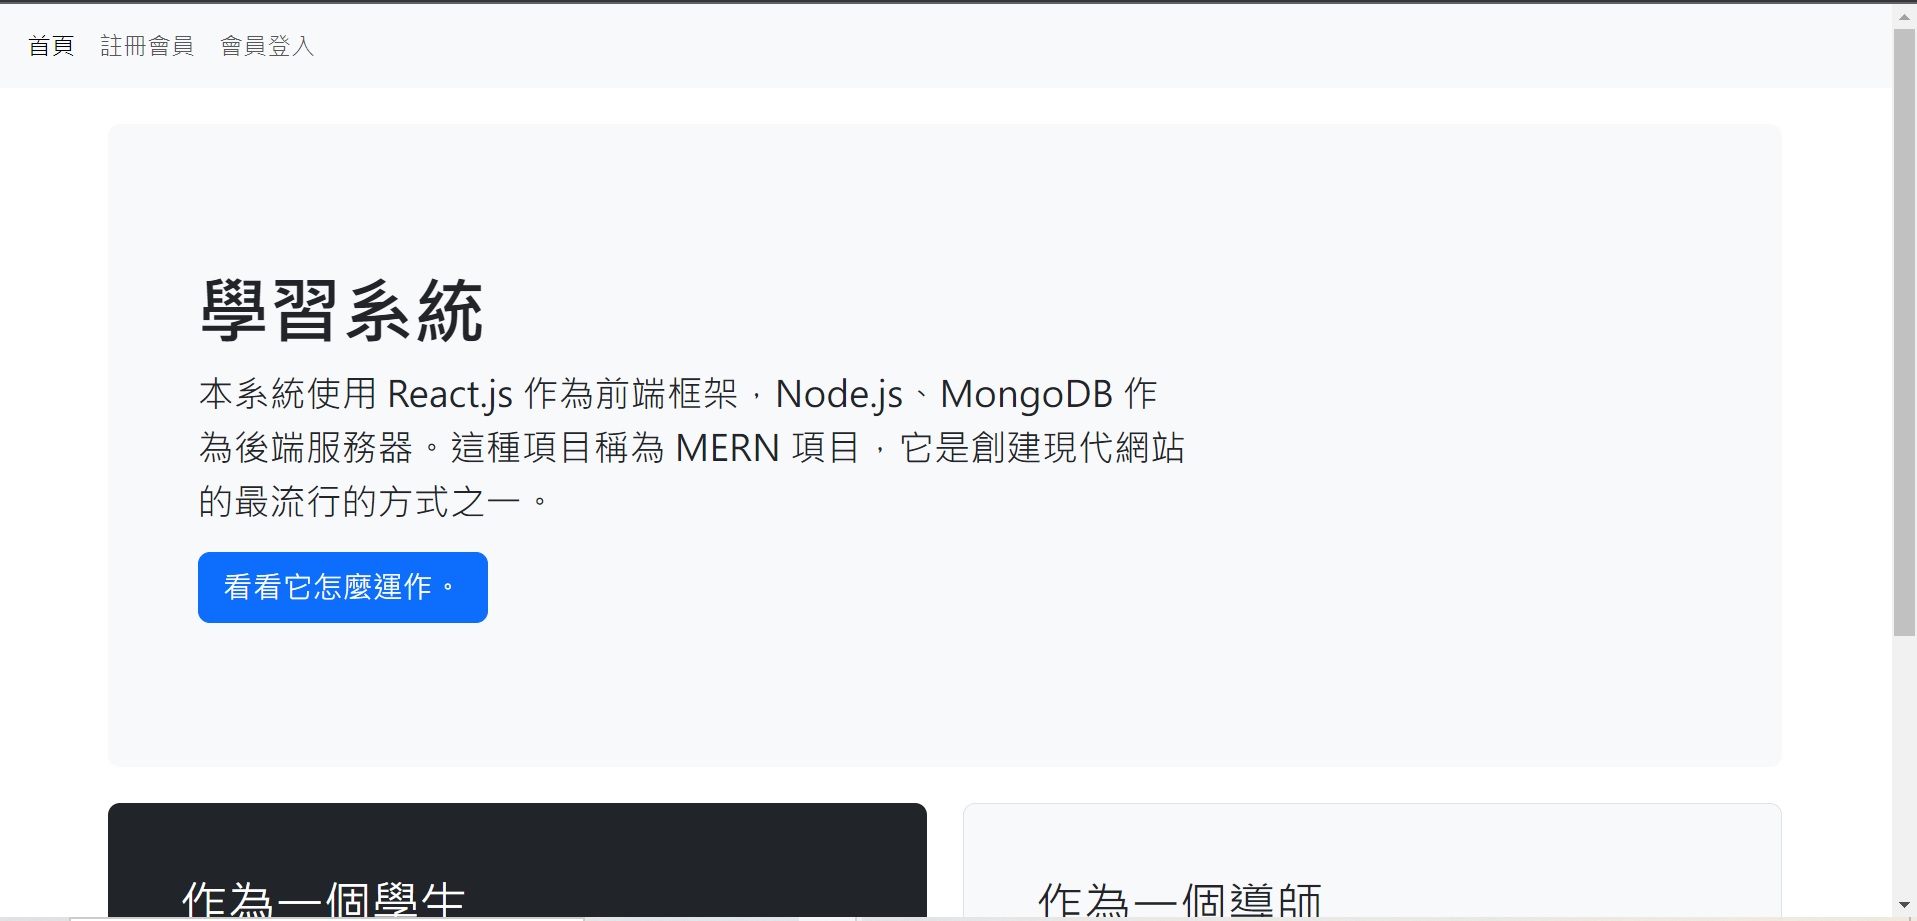 首頁 註冊會員 會員登入
學習系統
本系統使用 React.js 作為前端框架，Node.js、MongoDB 作
為後端服務器。這種項目稱為 MERN 項目，它是創建現代網站
的最流行的方式之一。
看看它怎麼運作。
作為一個學生
作為一個導師